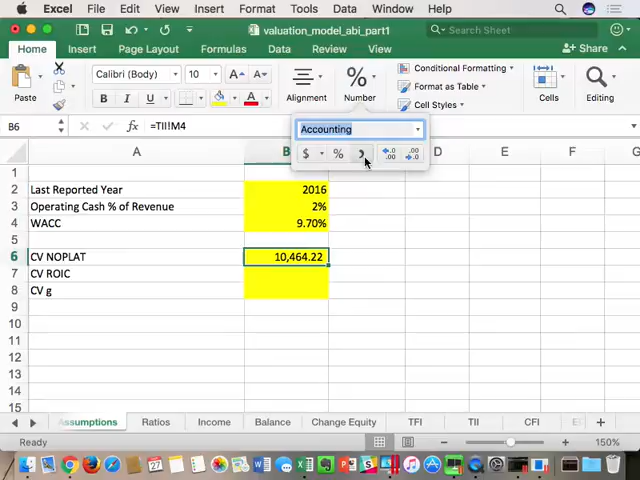 Excel File Edit View Insert Format Tools Data Window Help
valuation_model_abi_part1
Search Sheet
Home Insert Page Layout Formulas Data Review View Share
Calibri (Body) 10 A A
Conditional Formatting
Format as Table
Cell Styles
Paste B I U A Alignment % Number Cells Editing
Accounting
B6 fx =TII!M4
$ % ,
A B D E F G
1
2 Last Reported Year 2016
3 Operating Cash % of Revenue 2%
4 WACC 9.70%
5
6 CV NOPLAT 10,464.22
7 CV ROIC
8 CV g
9
10
11
12
13
14
15
Assumptions Ratios Income Balance Change Equity TFI TII CFI
Ready 150%